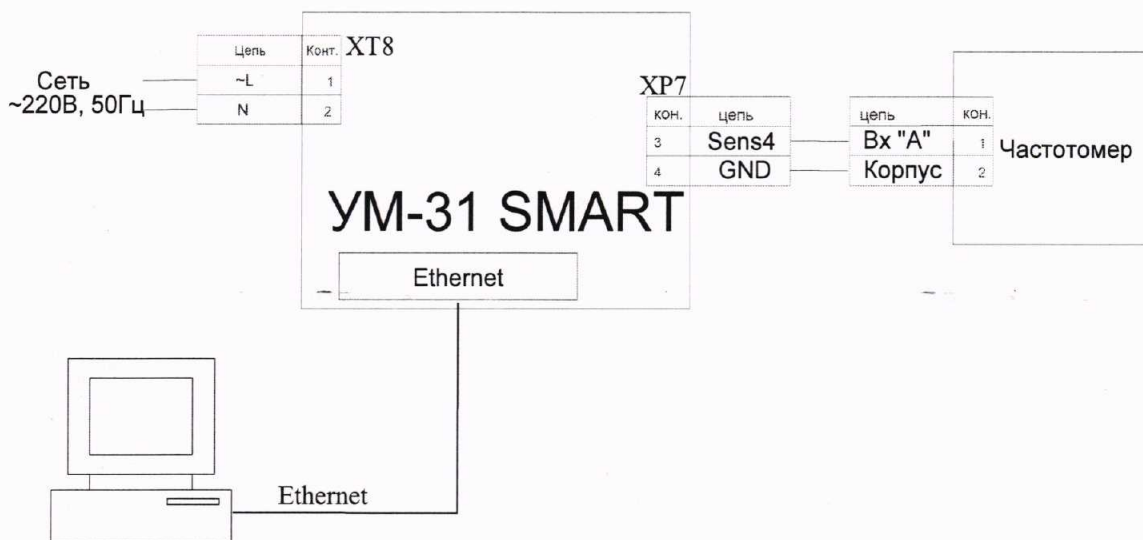 Цепь Конт. XT8
Сеть ~L 1
~220В, 50Гц N 2
XP7
кон. цепь цепь кон.
3 Sens4 Вх "А" 1
Частотомер
4 GND Корпус 2
УМ-31 SMART
Ethernet
Ethernet